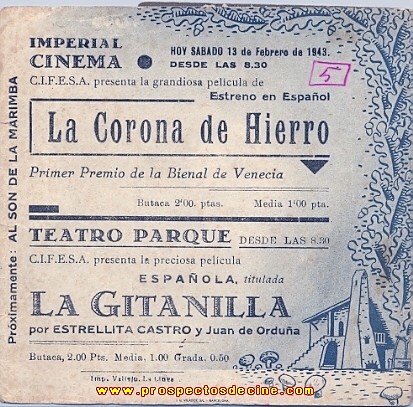 IMPERIAL
CINEMA
HOY SABADO 13 de Febrero de 1943.
DESDE LAS 8.30
C.I.F.E.S.A. presenta la grandiosa película de
Estreno en Español
5
La Corona de Hierro
Primer Premio de la Bienal de Venecia
Butaca 2'00. ptas. Media 1'00 pta.
TEATRO PARQUE DESDE LAS 8.30
C.I.F.E.S.A. presenta la preciosa película
ESPAÑOLA, titulada
LA GITANILLA
por ESTRELLITA CASTRO y Juan de Orduña
Butaca, 2.00 Pts. Media. 1.00 Grada. 0.50
Imp. Vallejo. La Línea
Próximamente: AL SON DE LA MARIMBA
www.prospectosdecine.com